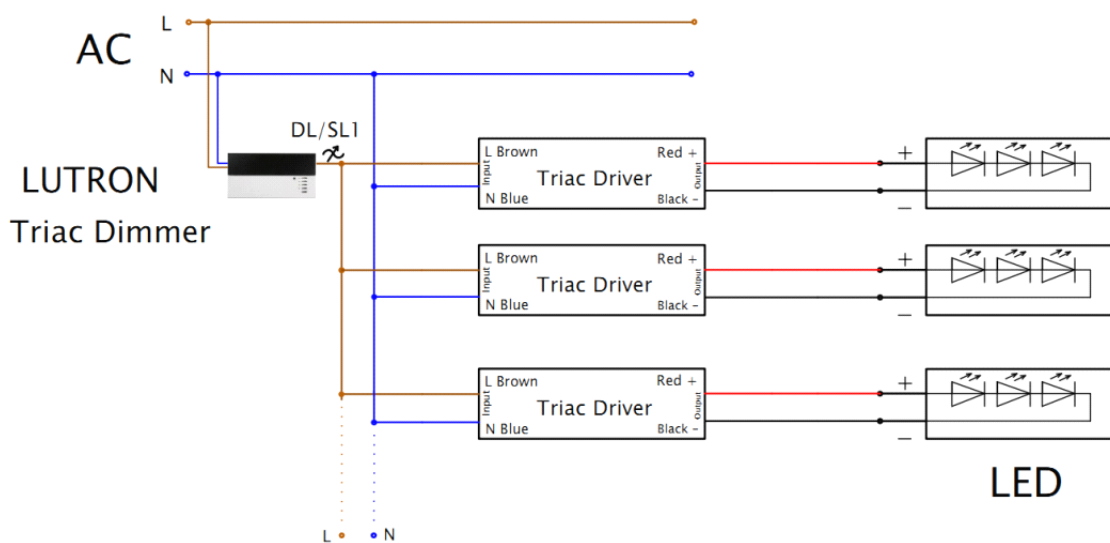 L
AC
N
DL/SL1
LUTRON
Triac Dimmer
L Brown
Red +
Input
Triac Driver
Output
N Blue
Black -
+
−
L Brown
Red +
Input
Triac Driver
Output
N Blue
Black -
+
−
L Brown
Red +
Input
Triac Driver
Output
N Blue
Black -
+
−
LED
L
N